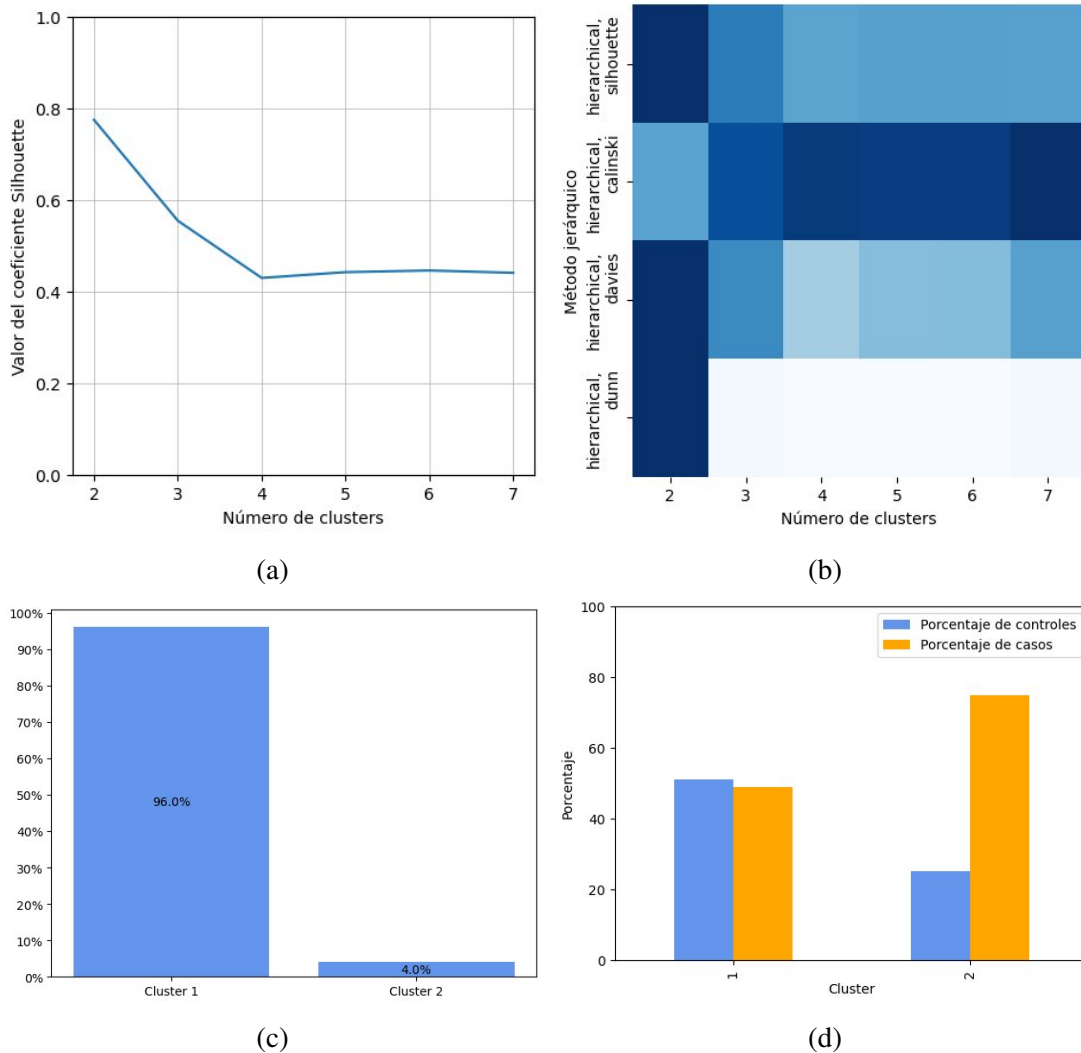 1.0
0.8
0.6
0.4
0.2
0.0
Valor del coeficiente Silhouette
2 3 4 5 6 7
Número de clusters
(a)
Método jerárquico
hierarchical,
silhouette
hierarchical,
calinski
hierarchical,
davies
hierarchical,
dunn
2 3 4 5 6 7
Número de clusters
(b)
100%
90%
80%
70%
60%
50%
40%
30%
20%
10%
0%
96.0%
4.0%
Cluster 1 Cluster 2
(c)
100
80
60
40
20
0
Porcentaje
Porcentaje de controles
Porcentaje de casos
1 2
Cluster
(d)